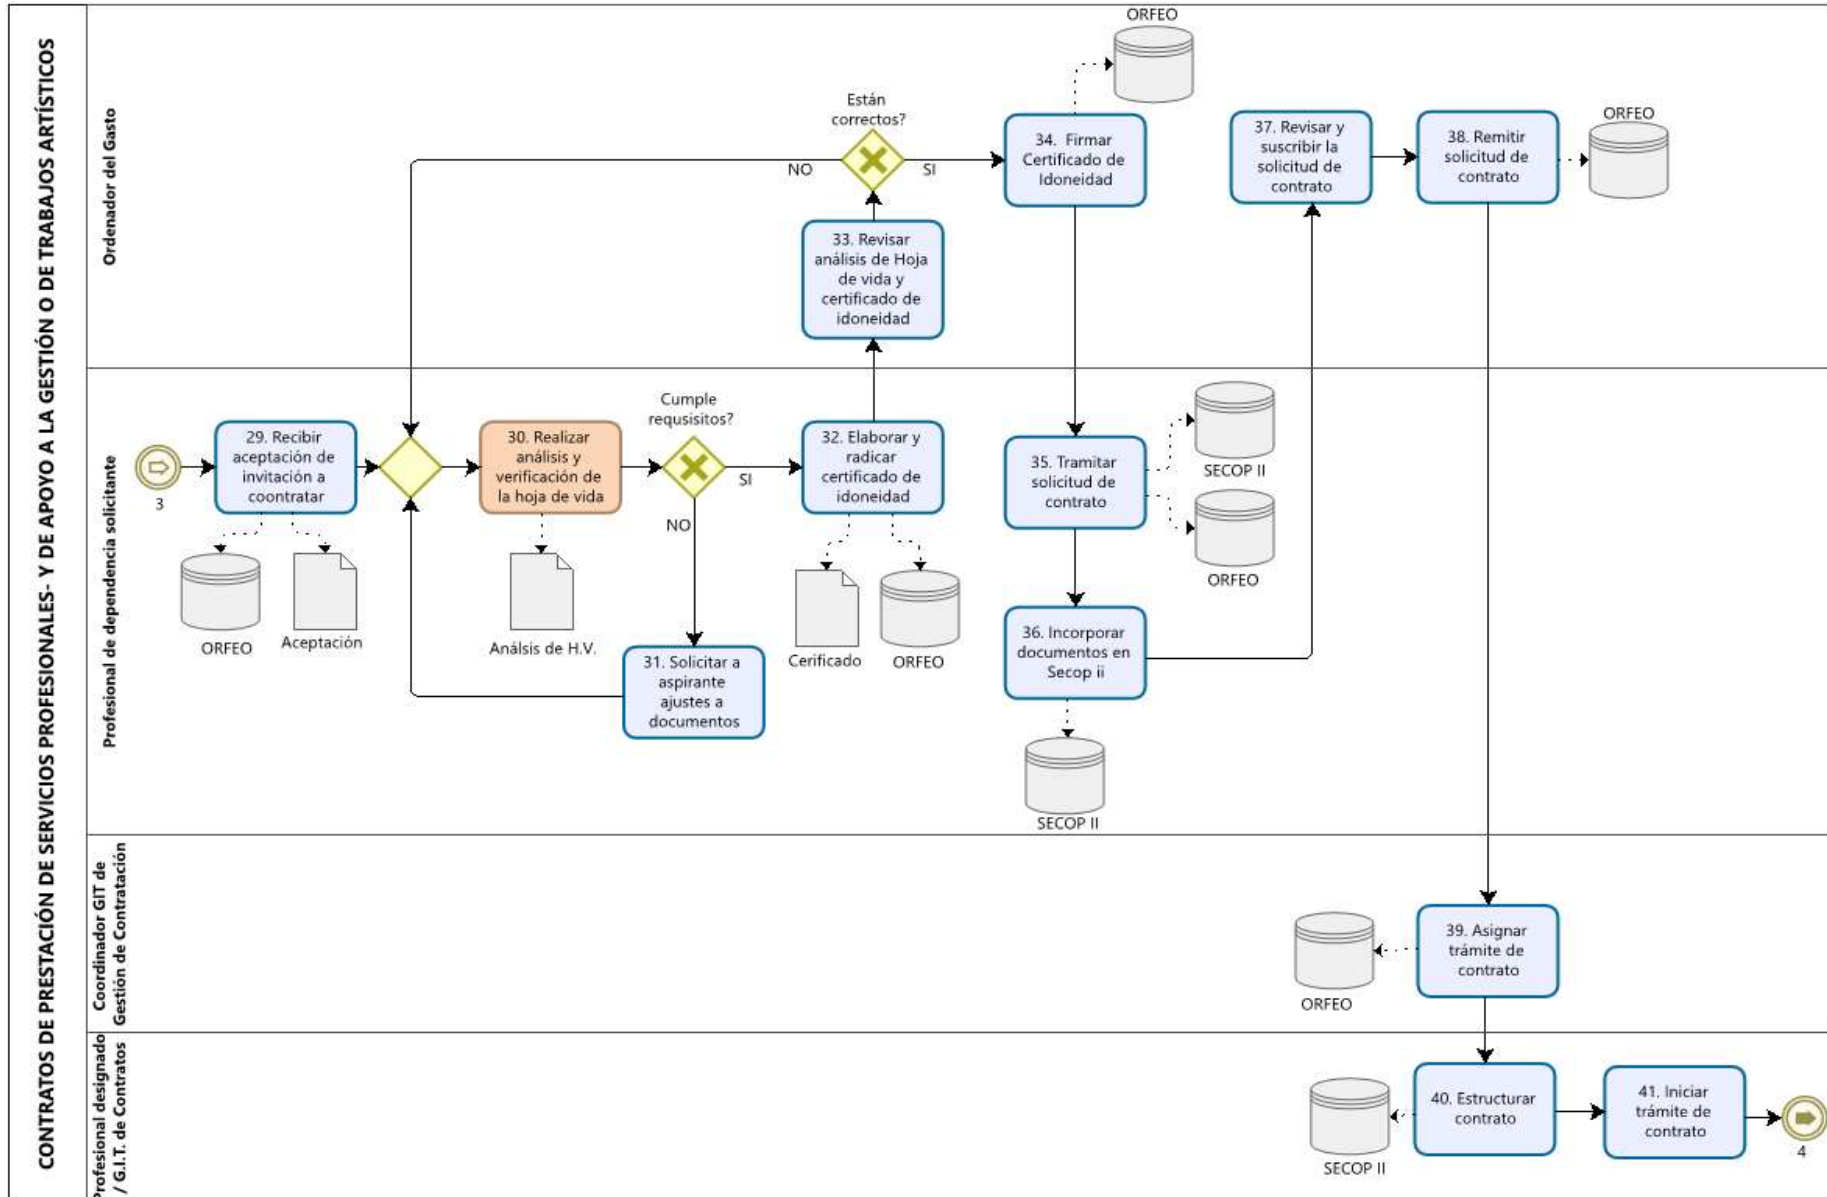 CONTRATOS DE PRESTACIÓN DE SERVICIOS PROFESIONALES- Y DE APOYO A LA GESTIÓN O DE TRABAJOS ARTÍSTICOS
Ordenador del Gasto
ORFEO
Están
correctos?
NO
SI
34. Firmar
Certificado de
Idoneidad
37. Revisar y
suscribir la
solicitud de
contrato
38. Remitir
solicitud de
contrato
ORFEO
33. Revisar
análisis de Hoja
de vida y
certificado de
idoneidad
Profesional de dependencia solicitante
3
29. Recibir
aceptación de
invitación a
coontratar
ORFEO
Aceptación
30. Realizar
análisis y
verificación de
la hoja de vida
Análsis de H.V.
Cumple
requsisitos?
SI
NO
31. Solicitar a
aspirante
ajustes a
documentos
32. Elaborar y
radicar
certificado de
idoneidad
Cerificado
ORFEO
35. Tramitar
solicitud de
contrato
SECOP II
ORFEO
36. Incorporar
documentos en
Secop ii
SECOP II
Coordinador GIT de
Gestión de Contratación
39. Asignar
trámite de
contrato
ORFEO
Profesional designado
/ G.I.T. de Contratos
40. Estructurar
contrato
SECOP II
41. Iniciar
trámite de
contrato
4